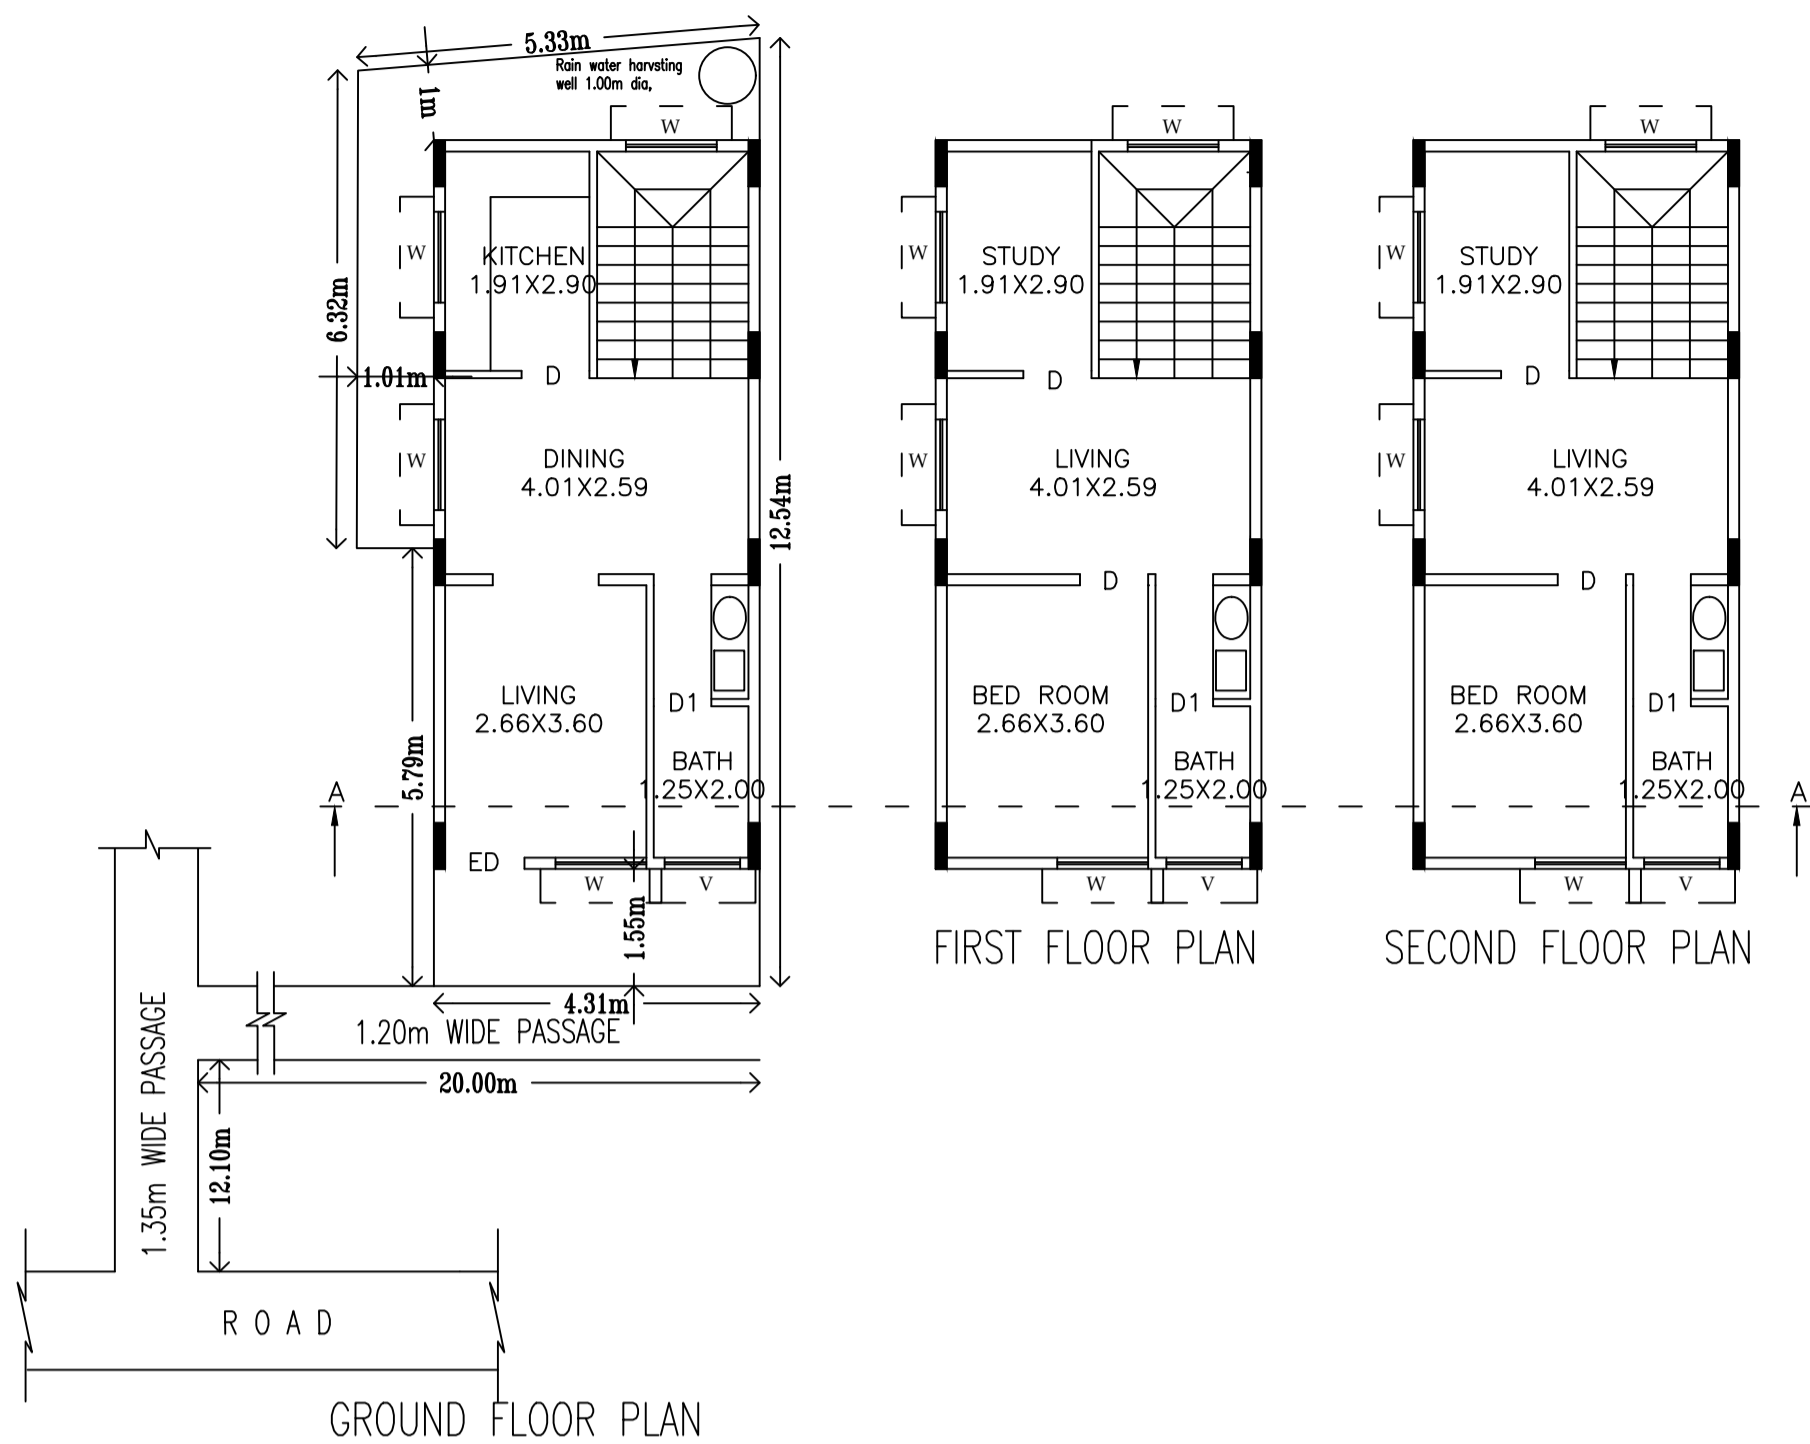 5.33m
Rain water harvsting
well 1.00m dia,
1m
W
W
KITCHEN
1.91X2.90
6.32m
1.01m
D
W
DINING
4.01X2.59
12.54m
LIVING
2.66X3.60
D1
BATH
1.25X2.00
5.79m
A
ED
W
V
1.55m
4.31m
1.20m WIDE PASSAGE
20.00m
1.35m WIDE PASSAGE
12.10m
ROAD
GROUND FLOOR PLAN
W
W
STUDY
1.91X2.90
D
W
LIVING
4.01X2.59
D
BED ROOM
2.66X3.60
D1
BATH
1.25X2.00
W
V
FIRST FLOOR PLAN
W
W
STUDY
1.91X2.90
D
W
LIVING
4.01X2.59
D
BED ROOM
2.66X3.60
D1
BATH
1.25X2.00
A
W
V
SECOND FLOOR PLAN